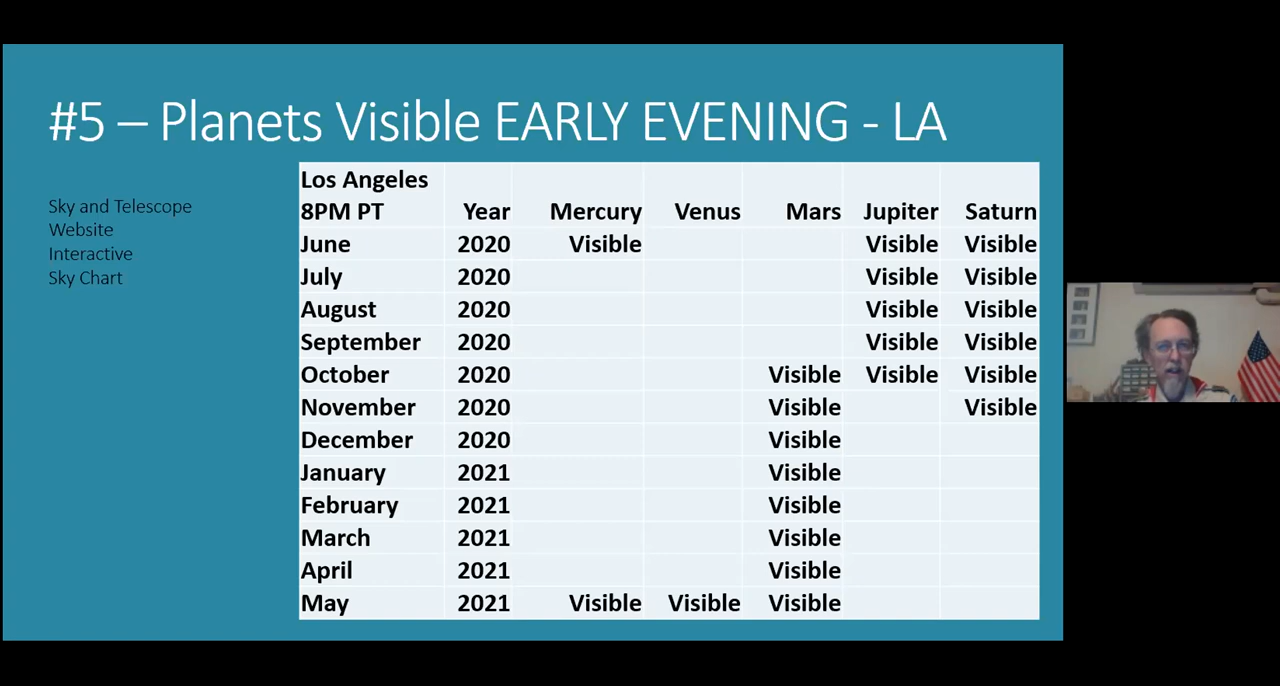 #5 – Planets Visible EARLY EVENING - LA
Sky and Telescope
Website
Interactive
Sky Chart
Los Angeles
8PM PT Year Mercury Venus Mars Jupiter Saturn
June 2020 Visible Visible Visible
July 2020 Visible Visible
August 2020 Visible Visible
September 2020 Visible Visible
October 2020 Visible Visible Visible
November 2020 Visible Visible
December 2020 Visible
January 2021 Visible
February 2021 Visible
March 2021 Visible
April 2021 Visible
May 2021 Visible Visible Visible